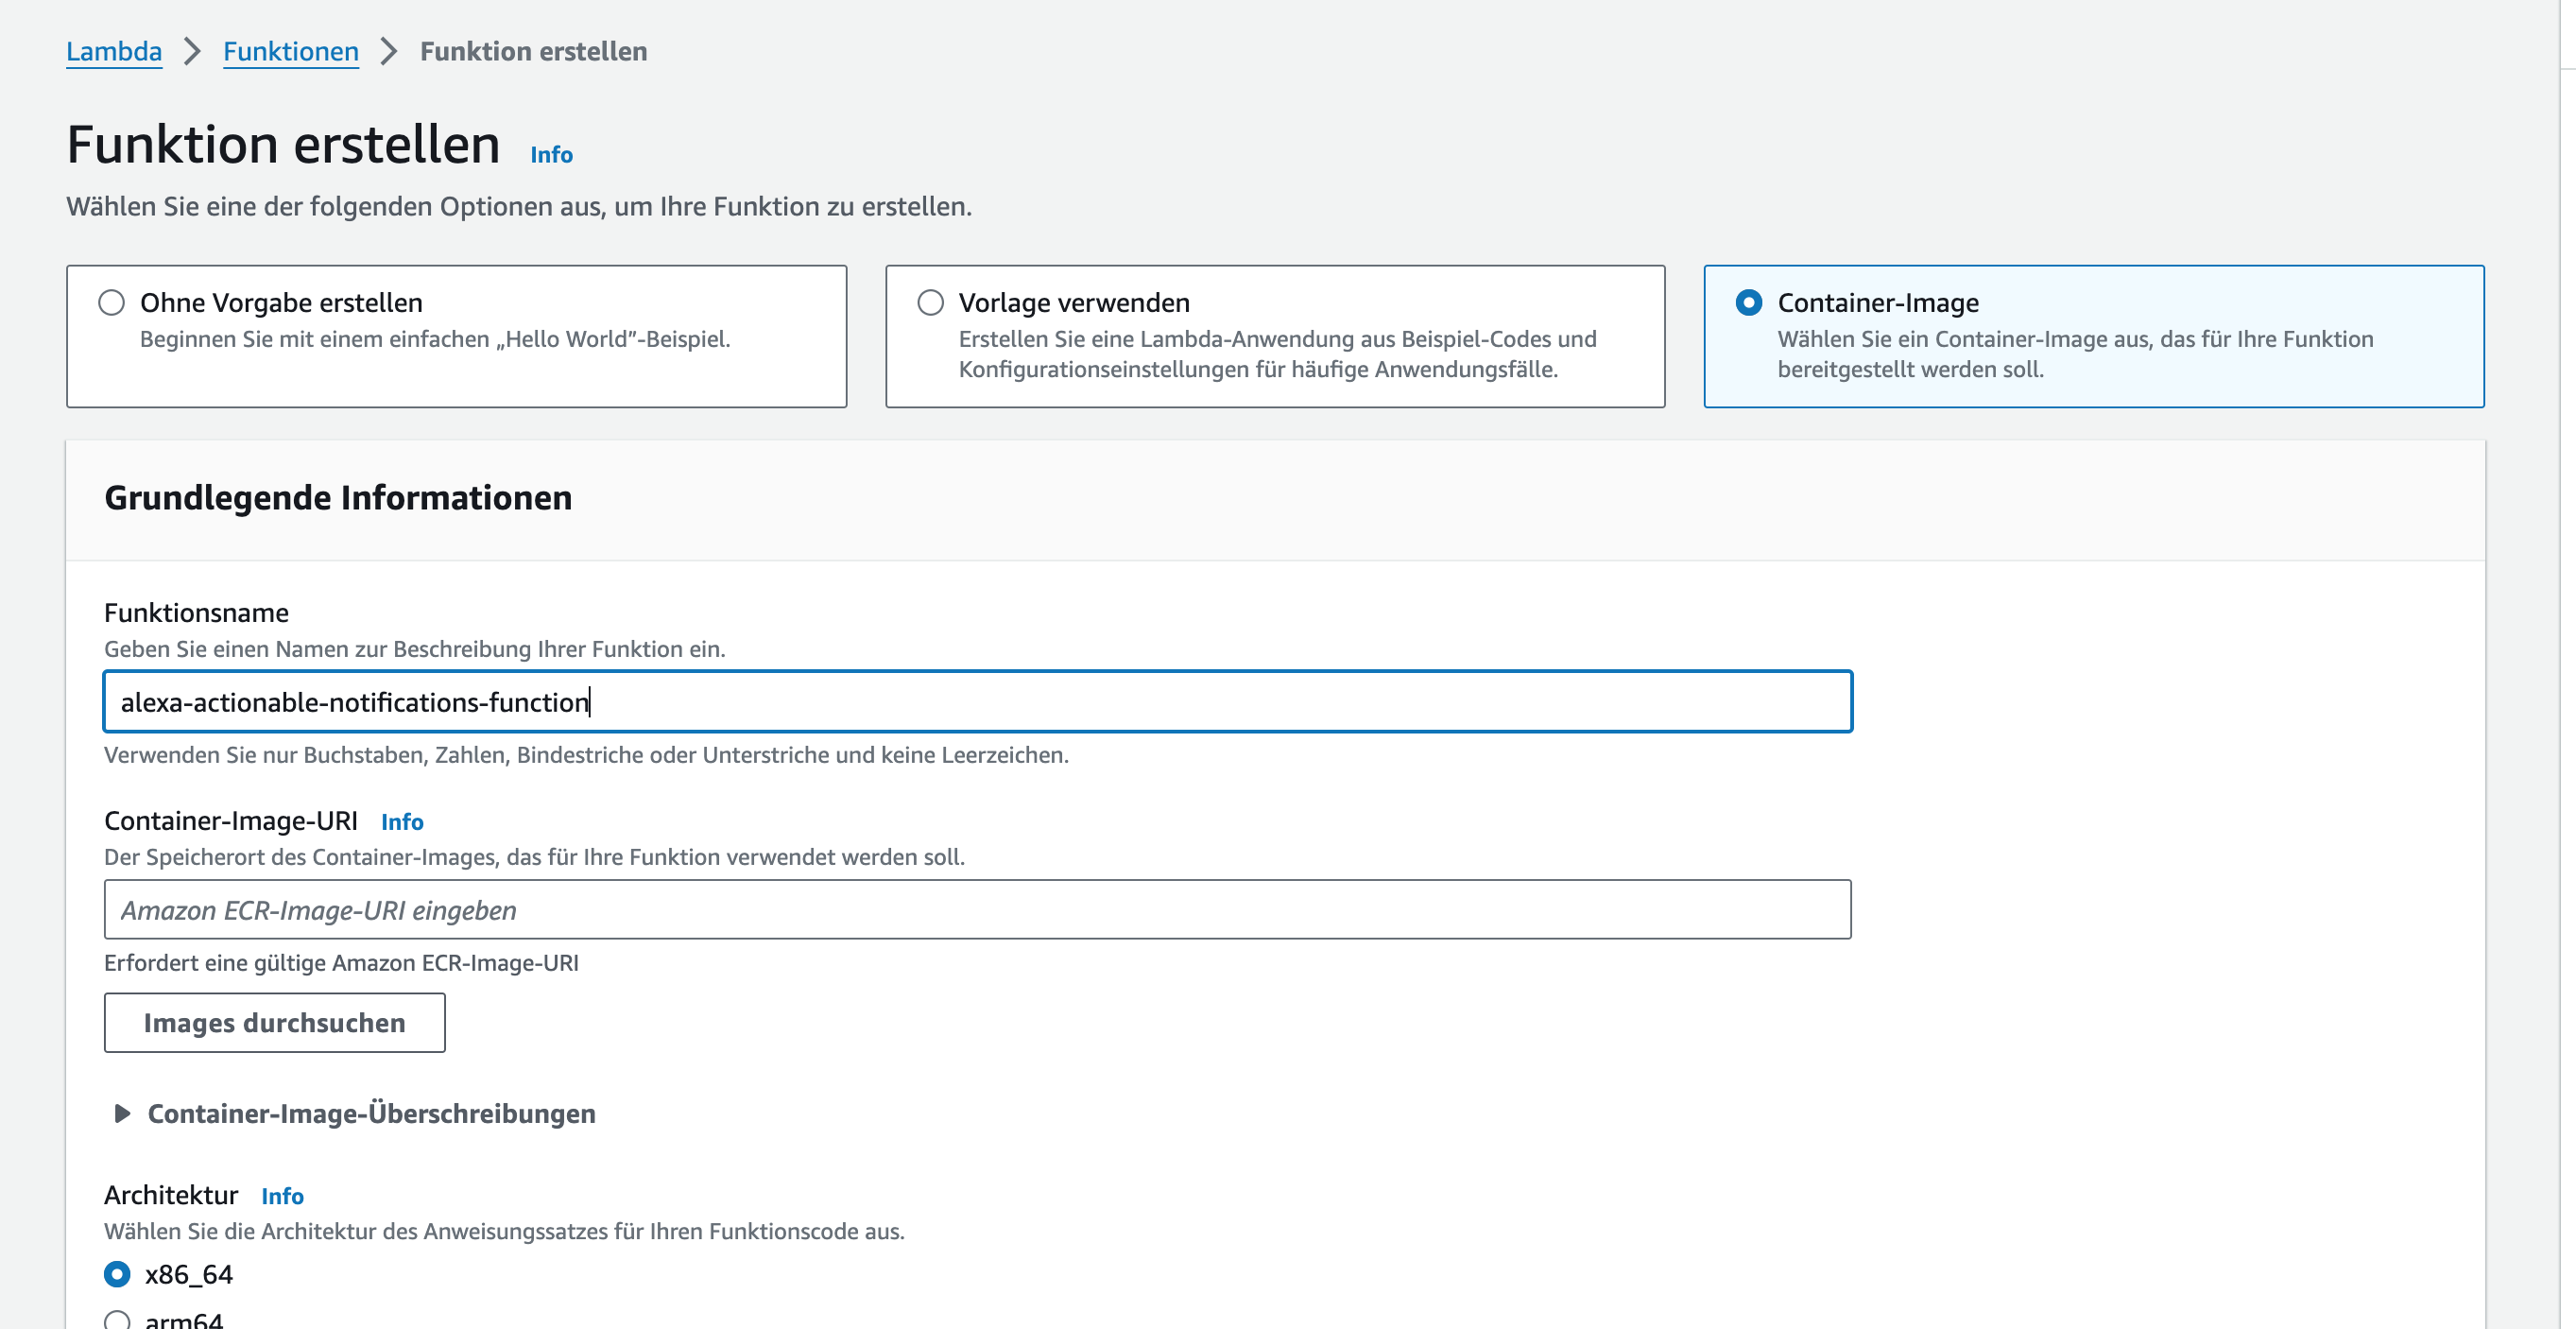 Lambda > Funktionen > Funktion erstellen
Funktion erstellen Info
Wählen Sie eine der folgenden Optionen aus, um Ihre Funktion zu erstellen.
Ohne Vorgabe erstellen
Beginnen Sie mit einem einfachen „Hello World”-Beispiel.
Vorlage verwenden
Erstellen Sie eine Lambda-Anwendung aus Beispiel-Codes und
Konfigurationseinstellungen für häufige Anwendungsfälle.
Container-Image
Wählen Sie ein Container-Image aus, das für Ihre Funktion
bereitgestellt werden soll.
Grundlegende Informationen
Funktionsname
Geben Sie einen Namen zur Beschreibung Ihrer Funktion ein.
alexa-actionable-notifications-function
Verwenden Sie nur Buchstaben, Zahlen, Bindestriche oder Unterstriche und keine Leerzeichen.
Container-Image-URI Info
Der Speicherort des Container-Images, das für Ihre Funktion verwendet werden soll.
Amazon ECR-Image-URI eingeben
Erfordert eine gültige Amazon ECR-Image-URI
Images durchsuchen
Container-Image-Überschreibungen
Architektur Info
Wählen Sie die Architektur des Anweisungssatzes für Ihren Funktionscode aus.
x86_64
arm64